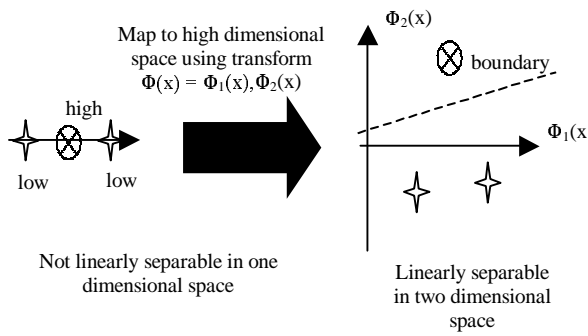 Map to high dimensional
space using transform
Φ(x) = Φ₁(x),Φ₂(x)
high
low
low
Not linearly separable in one
dimensional space
Φ₂(x)
boundary
Φ₁(x
Linearly separable
in two dimensional
space